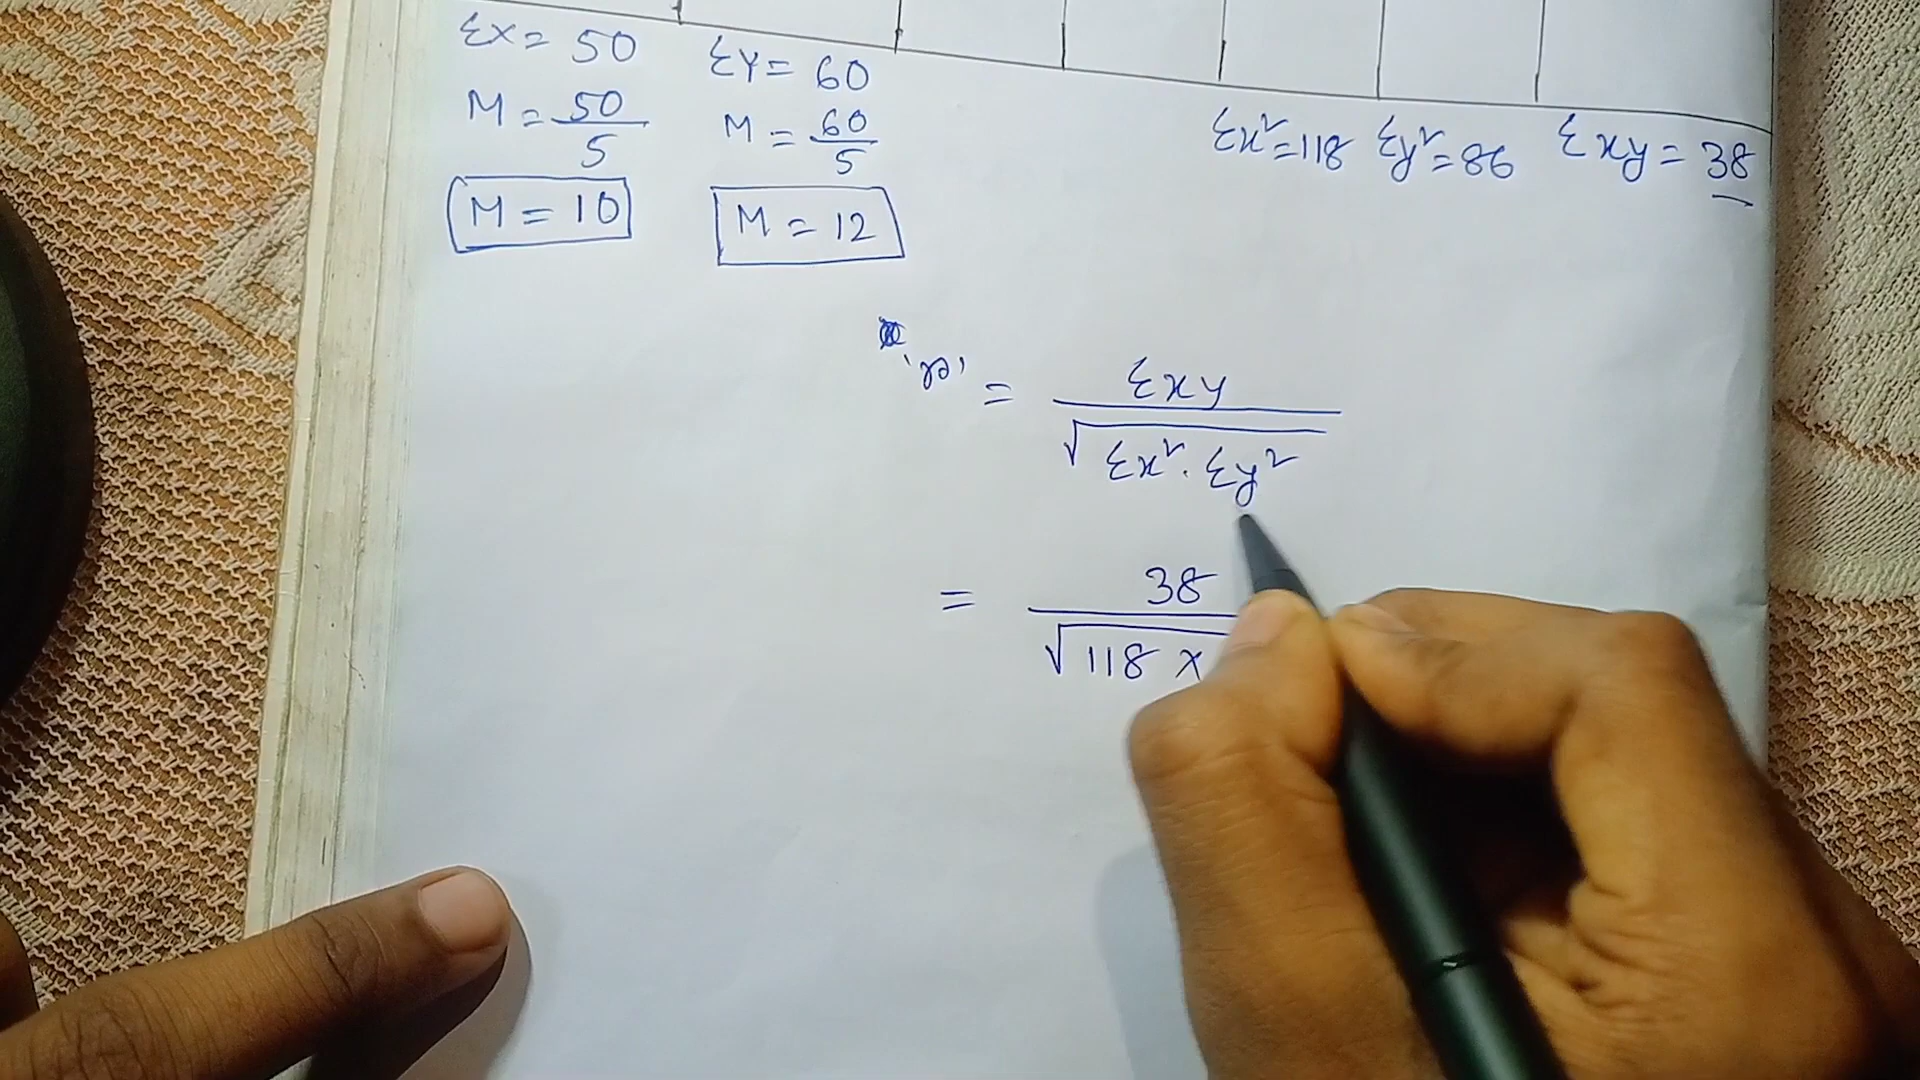 Σx = 50 ΣY = 60
M = 50/5 M = 60/5
Σx² = 118 Σy² = 86 Σxy = 38
M = 10 M = 12
'r' = Σxy / √Σx² · Σy²
= 38 / √118 ×